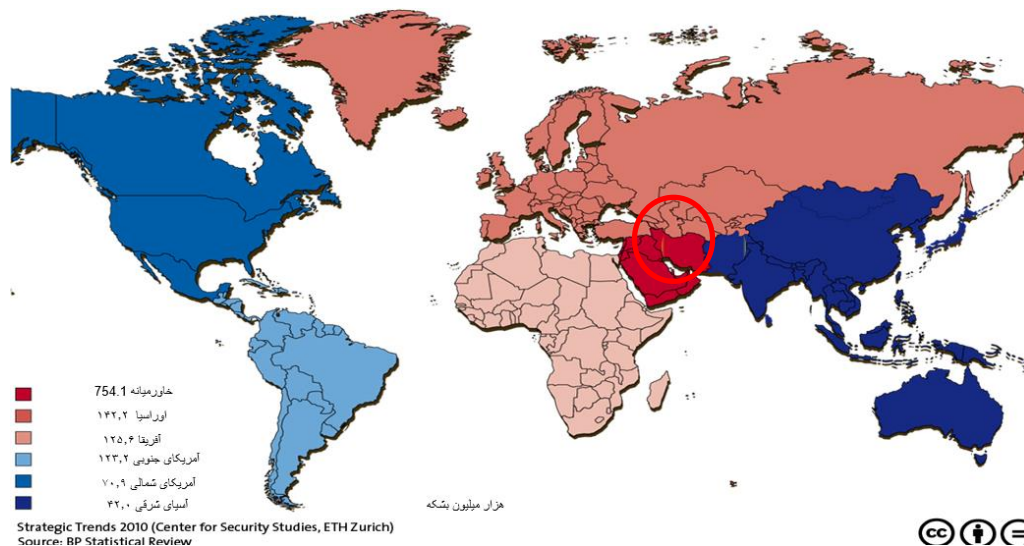 خاورمیانه 754.1
اوراسیا ۱۴۲,۲
آفریقا ۱۲۵,۶
آمریکای جنوبی ۱۲۳,۲
آمریکای شمالی ۷۰,۹
آسیای شرقی ۴۲,۰
هزار میلیون بشکه
Strategic Trends 2010 (Center for Security Studies, ETH Zurich)
Source: BP Statistical Review
cc